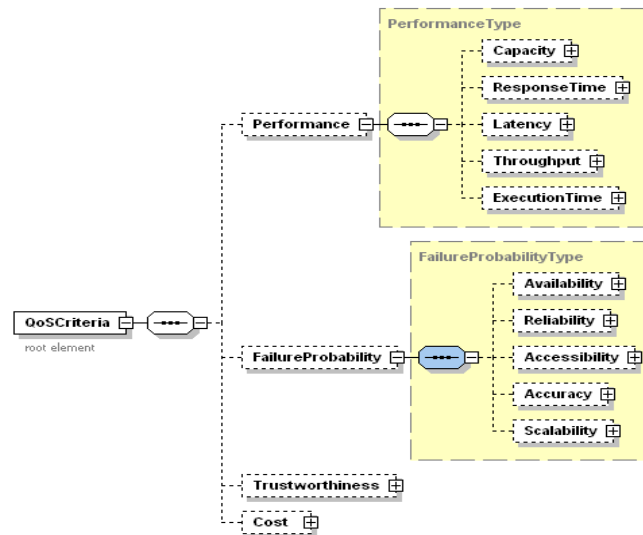 PerformanceType
Capacity
ResponseTime
Performance
Latency
Throughput
ExecutionTime
FailureProbabilityType
Availability
QoSCriteria
root element
Reliability
FailureProbability
Accessibility
Accuracy
Scalability
Trustworthiness
Cost